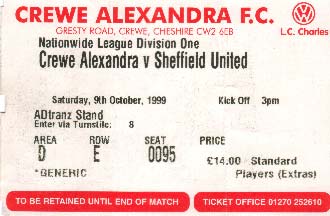 CREWE ALEXANDRA F.C.
GRESTY ROAD, CREWE, CHESHIRE CW2 6EB
L.C. Charles
Nationwide League Division One
Crewe Alexandra v Sheffield United
Saturday, 9th October, 1999 Kick Off 3pm
ADtranz Stand
Enter via Turnstile: 8
AREA ROW SEAT PRICE
D E 0095 £14.00 Standard
*GENERIC Players (Extras)
TO BE RETAINED UNTIL END OF MATCH
TICKET OFFICE 01270 252610